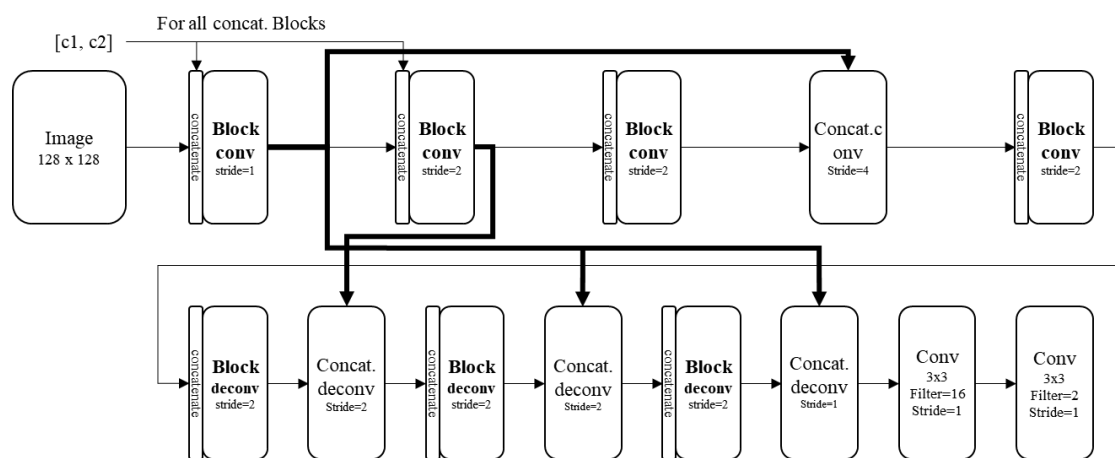 For all concat. Blocks
[c1, c2]
Image
128 x 128
concatenate
Block
conv
stride=1
concatenate
Block
conv
stride=2
concatenate
Block
conv
stride=2
Concat.c
onv
Stride=4
concatenate
Block
conv
stride=2
concatenate
Block
deconv
stride=2
Concat.
deconv
Stride=2
concatenate
Block
deconv
stride=2
Concat.
deconv
Stride=2
concatenate
Block
deconv
stride=2
Concat.
deconv
Stride=1
Conv
3x3
Filter=16
Stride=1
Conv
3x3
Filter=2
Stride=1